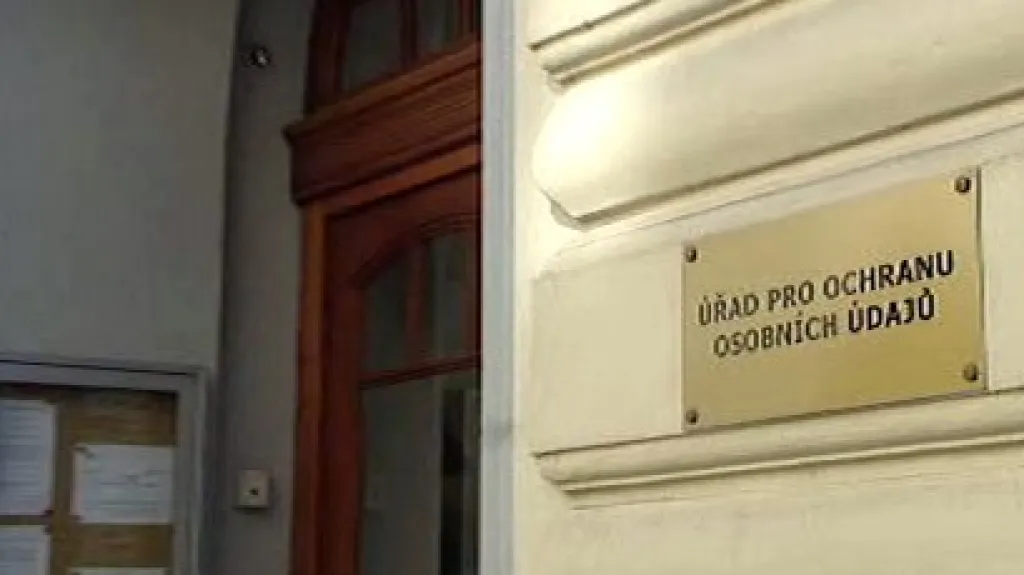 ÚŘAD PRO OCHRANU
OSOBNÍCH ÚDAJŮ